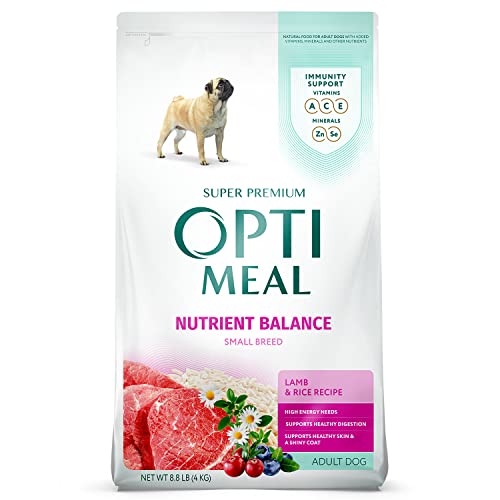 NATURAL FOOD FOR ADULT DOGS WITH ADDED
VITAMINS, MINERALS AND OTHER NUTRIENTS
IMMUNITY
SUPPORT
VITAMINS
A C E
MINERALS
Zn Se
SUPER PREMIUM
OPTI
MEAL
NUTRIENT BALANCE
SMALL BREED
LAMB
& RICE RECIPE
HIGH ENERGY NEEDS
SUPPORTS HEALTHY DIGESTION
SUPPORTS HEALTHY SKIN &
A SHINY COAT
ADULT DOG
NET WT 8.8 LB (4 KG)